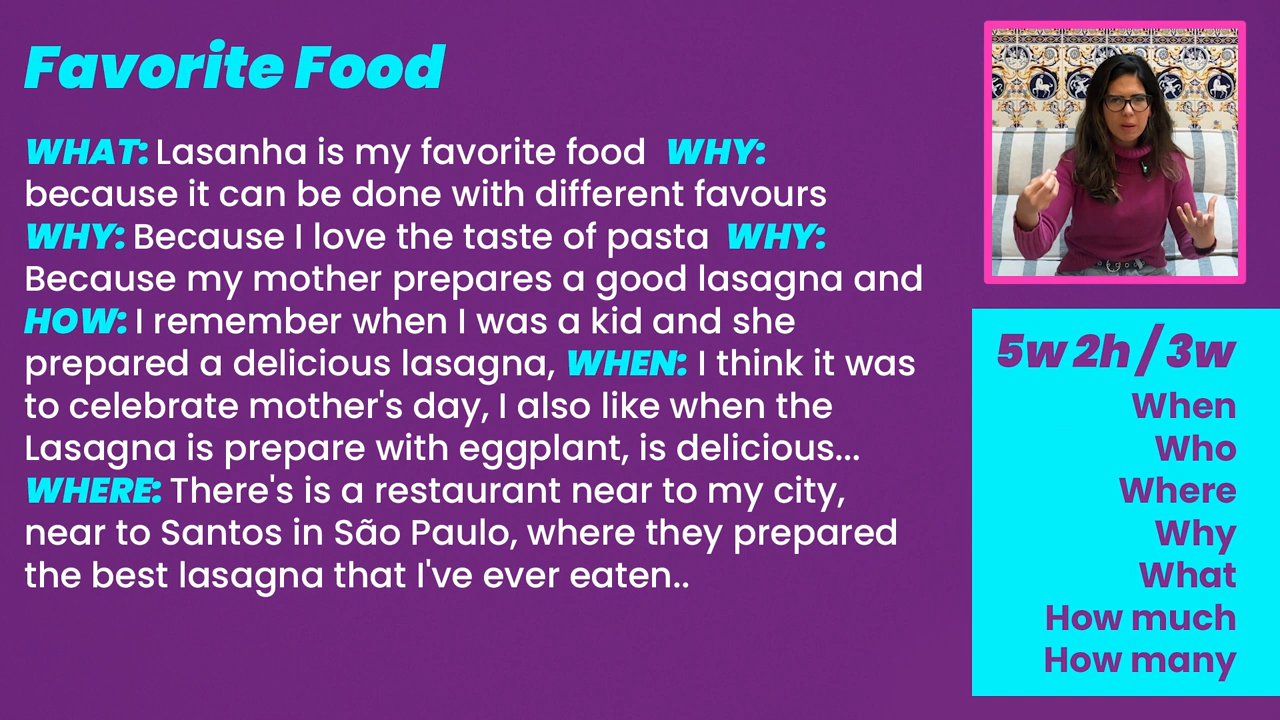 Favorite Food
WHAT: Lasanha is my favorite food WHY:
because it can be done with different favours
WHY: Because I love the taste of pasta WHY:
Because my mother prepares a good lasagna and
HOW: I remember when I was a kid and she
prepared a delicious lasagna, WHEN: I think it was
to celebrate mother's day, I also like when the
Lasagna is prepare with eggplant, is delicious...
WHERE: There's is a restaurant near to my city,
near to Santos in São Paulo, where they prepared
the best lasagna that I've ever eaten..
5w 2h / 3w
When
Who
Where
Why
What
How much
How many